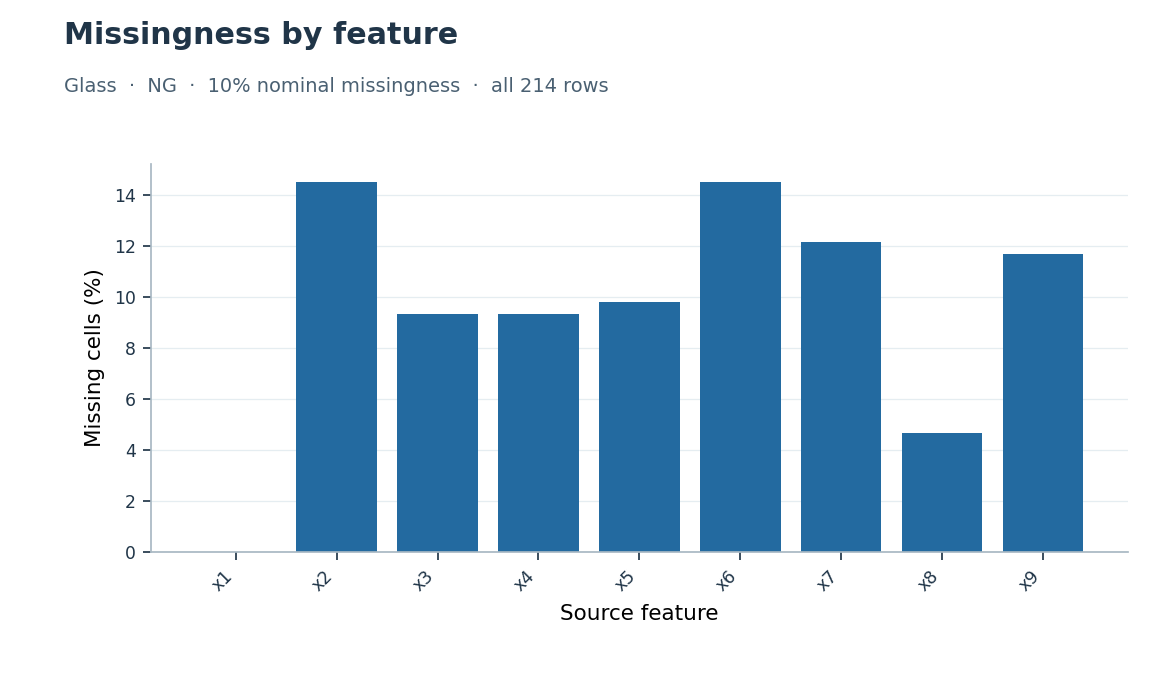 Missingness by feature
Glass · NG · 10% nominal missingness · all 214 rows
14
12
10
8
6
4
2
0
Missing cells (%)
x1 x2 x3 x4 x5 x6 x7 x8 x9
Source feature